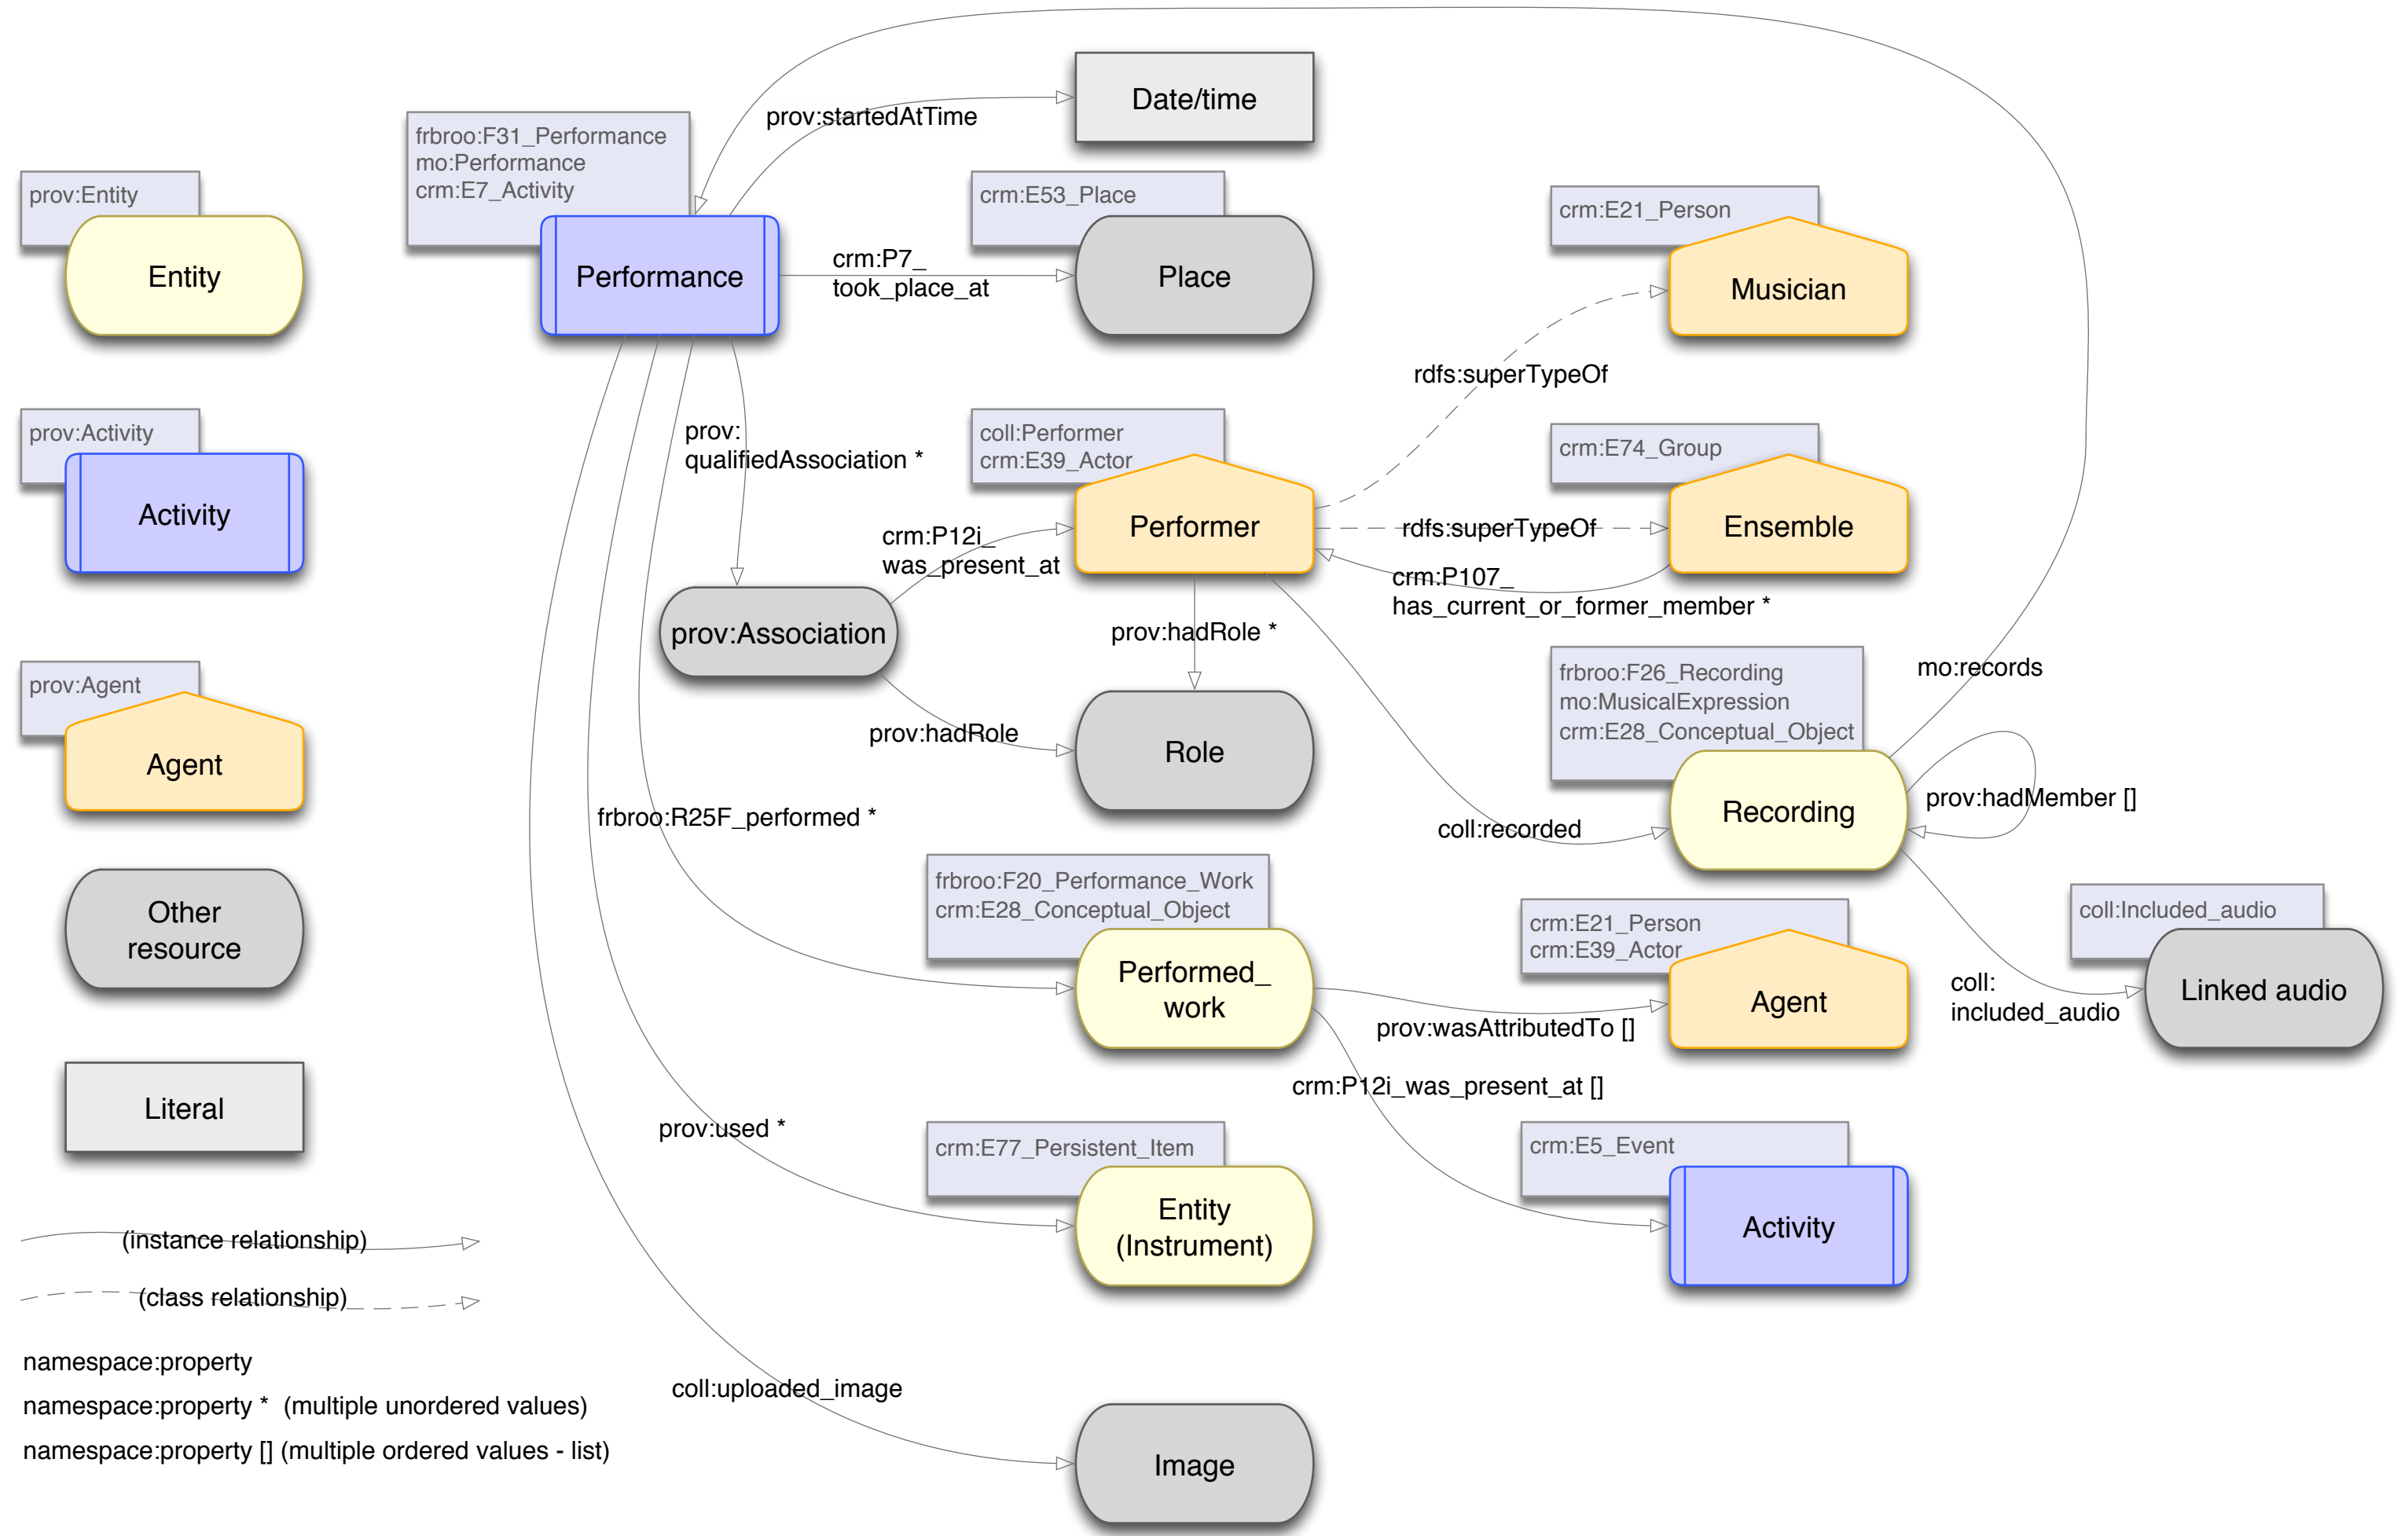 prov:Entity
Entity
prov:Activity
Activity
prov:Agent
Agent
Other
resource
Literal
(instance relationship)
(class relationship)
namespace:property
namespace:property *  (multiple unordered values)
namespace:property [] (multiple ordered values - list)
frbroo:F31_Performance
mo:Performance
crm:E7_Activity
Performance
prov:startedAtTime
Date/time
crm:P7_
took_place_at
crm:E53_Place
Place
prov:
qualifiedAssociation *
prov:Association
crm:P12i_
was_present_at
coll:Performer
crm:E39_Actor
Performer
prov:hadRole *
prov:hadRole
Role
rdfs:superTypeOf
crm:E21_Person
Musician
rdfs:superTypeOf
crm:E74_Group
Ensemble
crm:P107_
has_current_or_former_member *
coll:recorded
frbroo:F26_Recording
mo:MusicalExpression
crm:E28_Conceptual_Object
Recording
mo:records
prov:hadMember []
coll:
included_audio
coll:Included_audio
Linked audio
frbroo:R25F_performed *
frbroo:F20_Performance_Work
crm:E28_Conceptual_Object
Performed_
work
prov:wasAttributedTo []
crm:E21_Person
crm:E39_Actor
Agent
crm:P12i_was_present_at []
crm:E5_Event
Activity
prov:used *
crm:E77_Persistent_Item
Entity
(Instrument)
coll:uploaded_image
Image